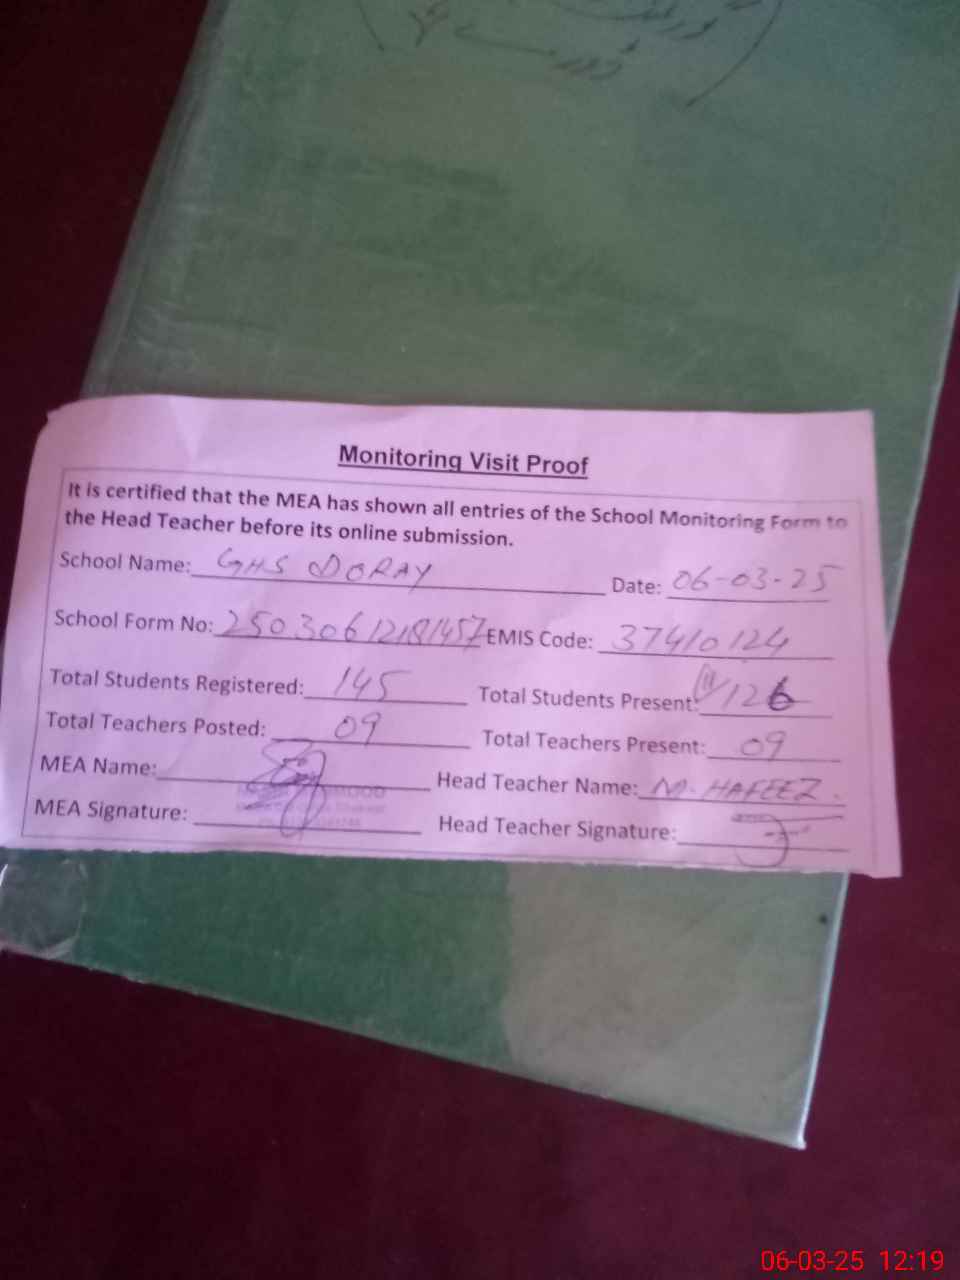 Monitoring Visit Proof
It is certified that the MEA has shown all entries of the School Monitoring Form to
the Head Teacher before its online submission.
School Name: GHS DORAY Date: 06-03-25
School Form No: EMIS Code: 37410124
Total Students Registered: 145 Total Students Present: 126
Total Teachers Posted: 09 Total Teachers Present: 09
MEA Name: Head Teacher Name: M. HAFEEZ.
MEA Signature: Head Teacher Signature:
06-03-25 12:19